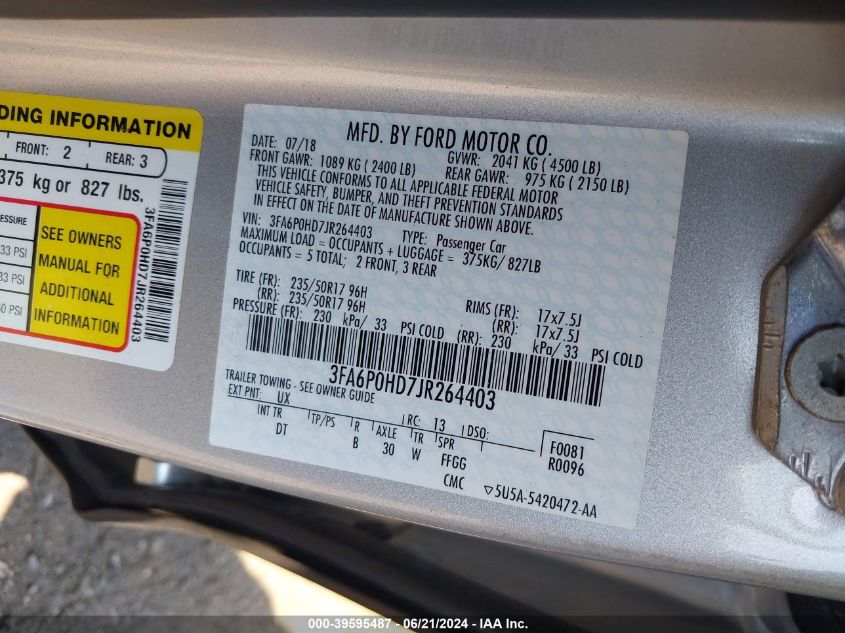 DING INFORMATION
FRONT: 2
REAR: 3
375 kg or 827 lbs.
ESSURE
33 PSI
33 PSI
60 PSI
SEE OWNERS
MANUAL FOR
ADDITIONAL
INFORMATION
3FA6P0HD7JR264403
MFD. BY FORD MOTOR CO.
DATE: 07/18 GVWR: 2041 KG (4500 LB)
FRONT GAWR: 1089 KG (2400 LB) REAR GAWR: 975 KG (2150 LB)
THIS VEHICLE CONFORMS TO ALL APPLICABLE FEDERAL MOTOR
VEHICLE SAFETY, BUMPER, AND THEFT PREVENTION STANDARDS
IN EFFECT ON THE DATE OF MANUFACTURE SHOWN ABOVE.
VIN: 3FA6P0HD7JR264403 TYPE: Passenger Car
MAXIMUM LOAD = OCCUPANTS + LUGGAGE = 375KG/ 827LB
OCCUPANTS = 5 TOTAL; 2 FRONT, 3 REAR
TIRE (FR): 235/50R17 96H RIMS (FR): 17x7.5J
(RR): 235/50R17 96H (RR): 17x7.5J
PRESSURE (FR): 230 kPa/ 33 PSI COLD (RR): 230 kPa/ 33 PSI COLD
3FA6P0HD7JR264403
TRAILER TOWING - SEE OWNER GUIDE
EXT PNT: UX RC: 13 DSO:
INT TR TP/PS R AXLE TR SPR F0081
DT B 30 W FFGG R0096
CMC ▽5U5A-5420472-AA
000-39595487 - 06/21/2024 - IAA Inc.